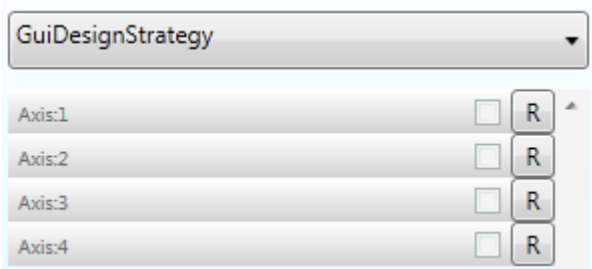 GuiDesignStrategy
Axis:1 R
Axis:2 R
Axis:3 R
Axis:4 R